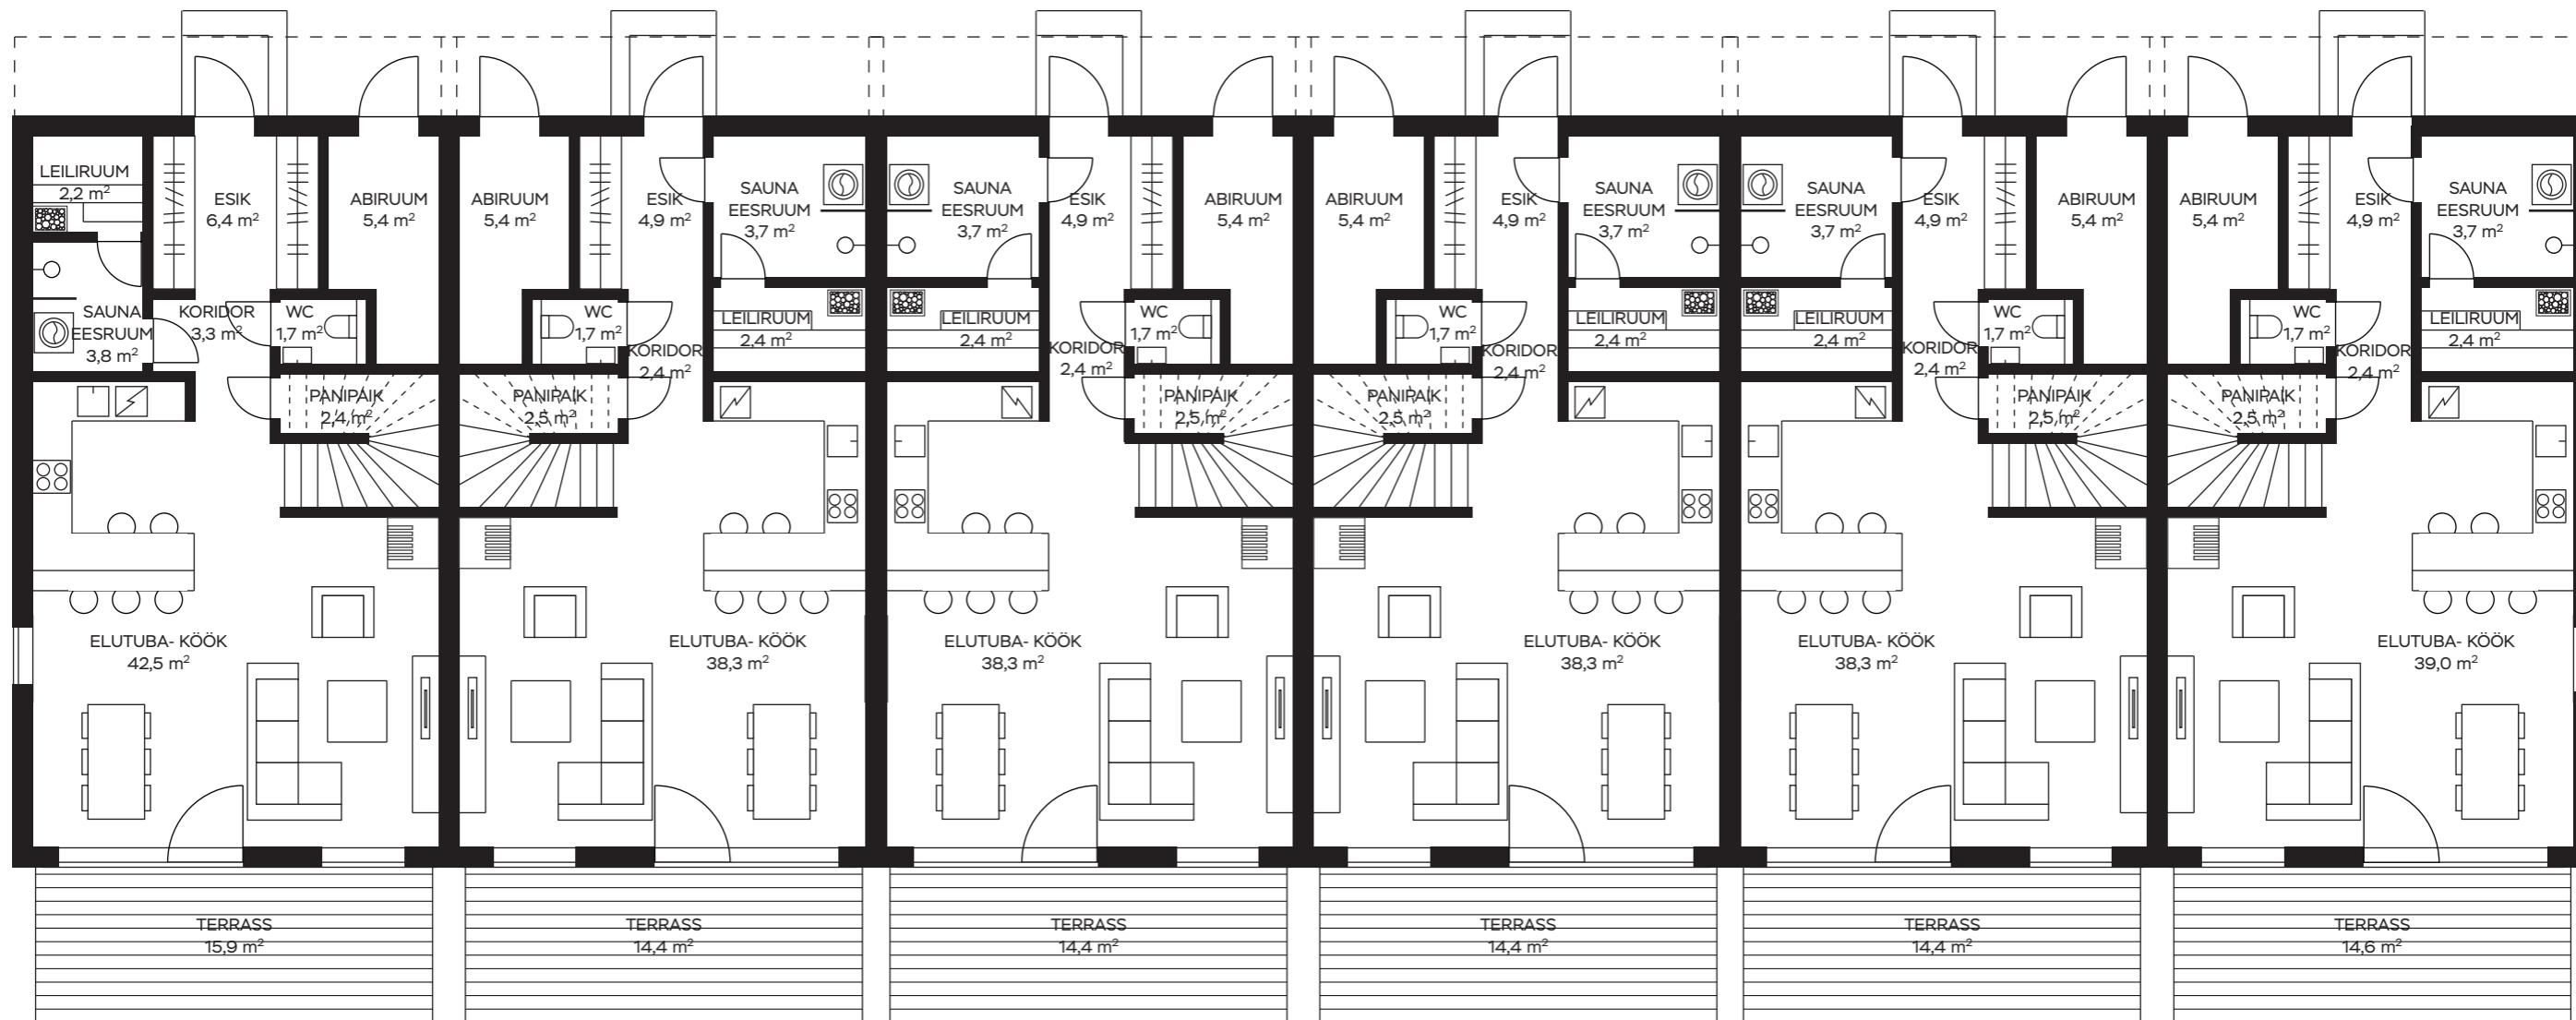 LEILIRUUM
2,2 m²
ESIK
6,4 m²
ABIRUUM
5,4 m²
SAUNA
EESRUUM
3,8 m²
KORIDOR
3,3 m²
WC
1,7 m²
PANIPAIK
2,4 m²
ELUTUBA- KÖÖK
42,5 m²
TERRASS
15,9 m²
ABIRUUM
5,4 m²
ESIK
4,9 m²
SAUNA
EESRUUM
3,7 m²
WC
1,7 m²
LEILIRUUM
2,4 m²
KORIDOR
2,4 m²
PANIPAIK
2,5 m²
ELUTUBA- KÖÖK
38,3 m²
TERRASS
14,4 m²
SAUNA
EESRUUM
3,7 m²
ESIK
4,9 m²
ABIRUUM
5,4 m²
LEILIRUUM
2,4 m²
WC
1,7 m²
KORIDOR
2,4 m²
PANIPAIK
2,5 m²
ELUTUBA- KÖÖK
38,3 m²
TERRASS
14,4 m²
ABIRUUM
5,4 m²
ESIK
4,9 m²
SAUNA
EESRUUM
3,7 m²
WC
1,7 m²
LEILIRUUM
2,4 m²
KORIDOR
2,4 m²
PANIPAIK
2,5 m²
ELUTUBA- KÖÖK
38,3 m²
TERRASS
14,4 m²
SAUNA
EESRUUM
3,7 m²
ESIK
4,9 m²
ABIRUUM
5,4 m²
LEILIRUUM
2,4 m²
WC
1,7 m²
KORIDOR
2,4 m²
PANIPAIK
2,5 m²
ELUTUBA- KÖÖK
38,3 m²
TERRASS
14,4 m²
ABIRUUM
5,4 m²
ESIK
4,9 m²
SAUNA
EESRUUM
3,7 m²
WC
1,7 m²
LEILIRUUM
2,4 m²
KORIDOR
2,4 m²
PANIPAIK
2,5 m²
ELUTUBA- KÖÖK
39,0 m²
TERRASS
14,6 m²